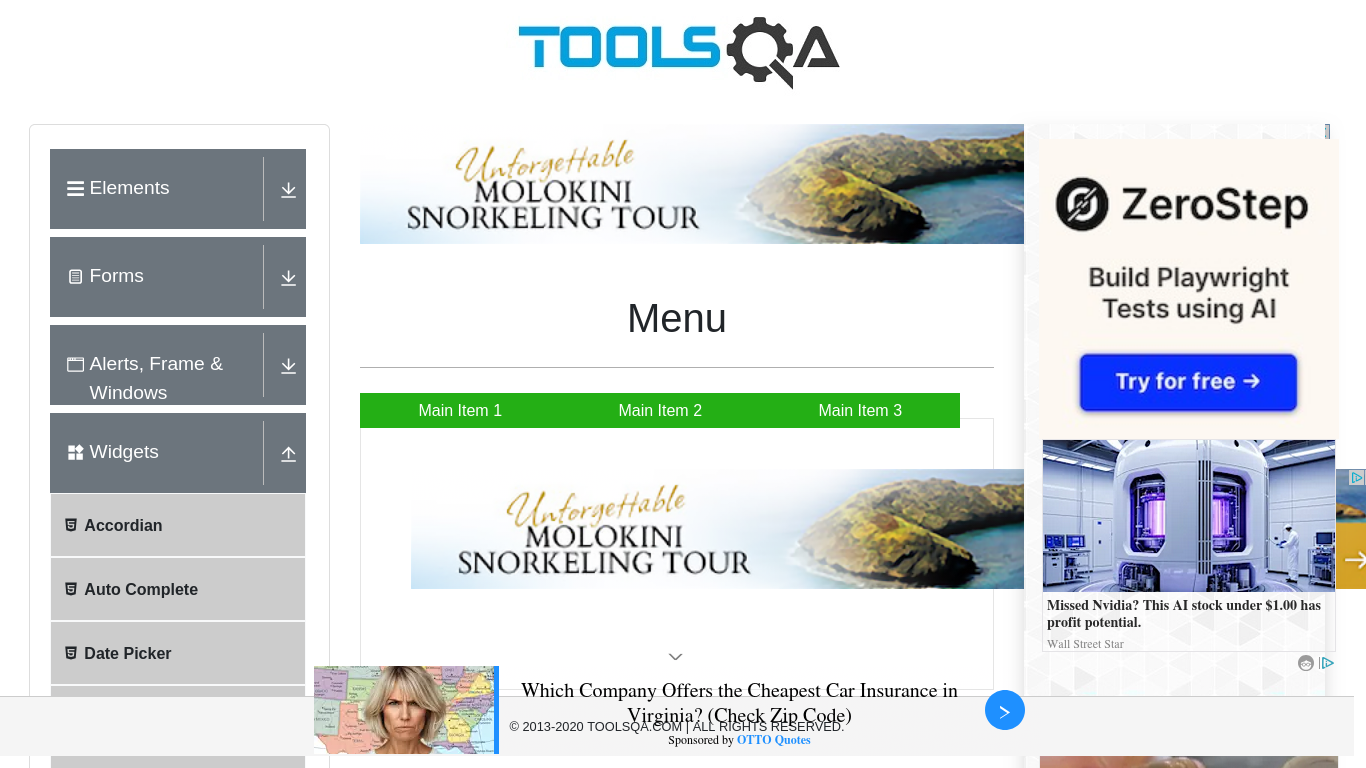 TOOLSQA
Elements
Forms
Alerts, Frame &
Windows
Widgets
Accordian
Auto Complete
Date Picker
Unforgettable
MOLOKINI
SNORKELING TOUR
Menu
Main Item 1
Main Item 2
Main Item 3
Unforgettable
MOLOKINI
SNORKELING TOUR
ZeroStep
Build Playwright
Tests using AI
Try for free →
Missed Nvidia? This AI stock under $1.00 has
profit potential.
Wall Street Star
Which Company Offers the Cheapest Car Insurance in
Virginia? (Check Zip Code)
© 2013-2020 TOOLSQA.COM | ALL RIGHTS RESERVED.
Sponsored by OTTO Quotes